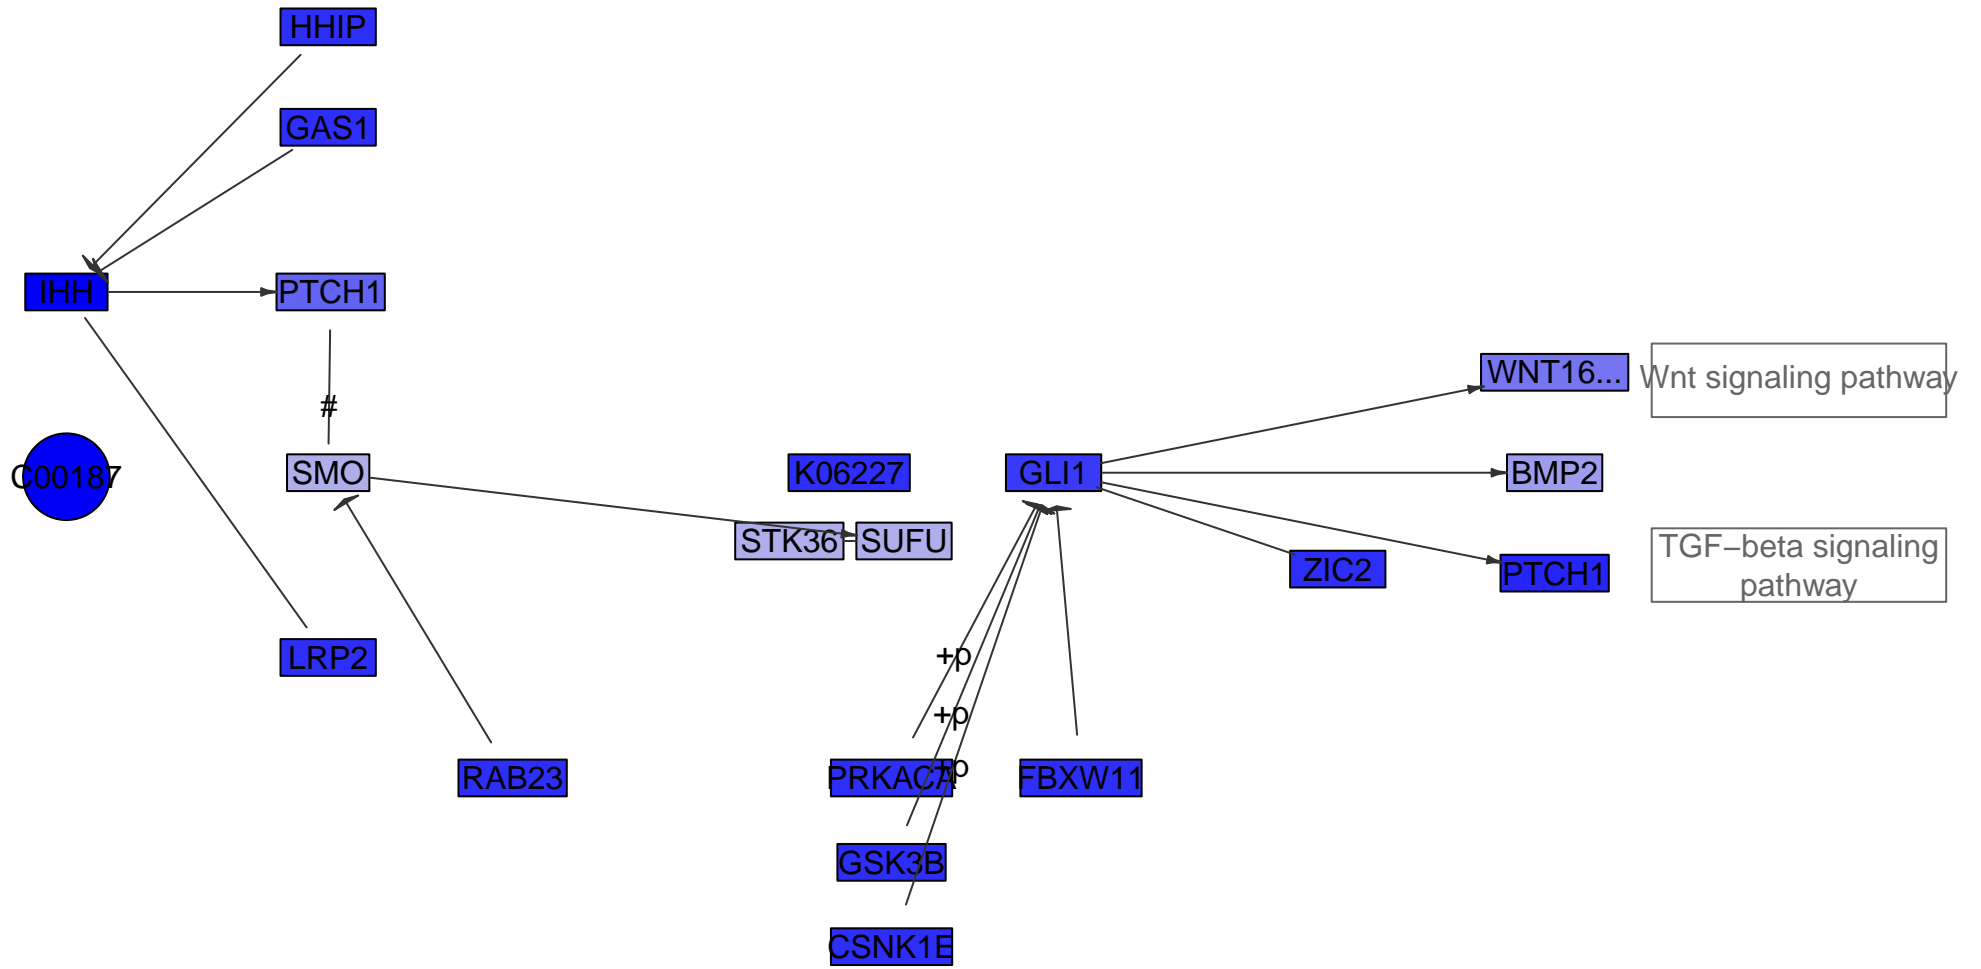 HHIP
GAS1
IHH
PTCH1
WNT16...
Wnt signaling pathway
#
C00187
SMO
K06227
GLI1
BMP2
STK36
SUFU
ZIC2
PTCH1
TGF−beta signaling
pathway
LRP2
+p
+p
+p
RAB23
PRKACA
FBXW11
GSK3B
CSNK1E